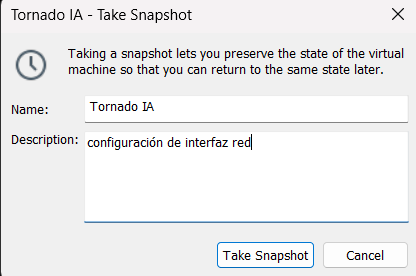 Tornado IA - Take Snapshot
Taking a snapshot lets you preserve the state of the virtual
machine so that you can return to the same state later.
Name: Tornado IA
Description: configuración de interfaz red
Take Snapshot Cancel